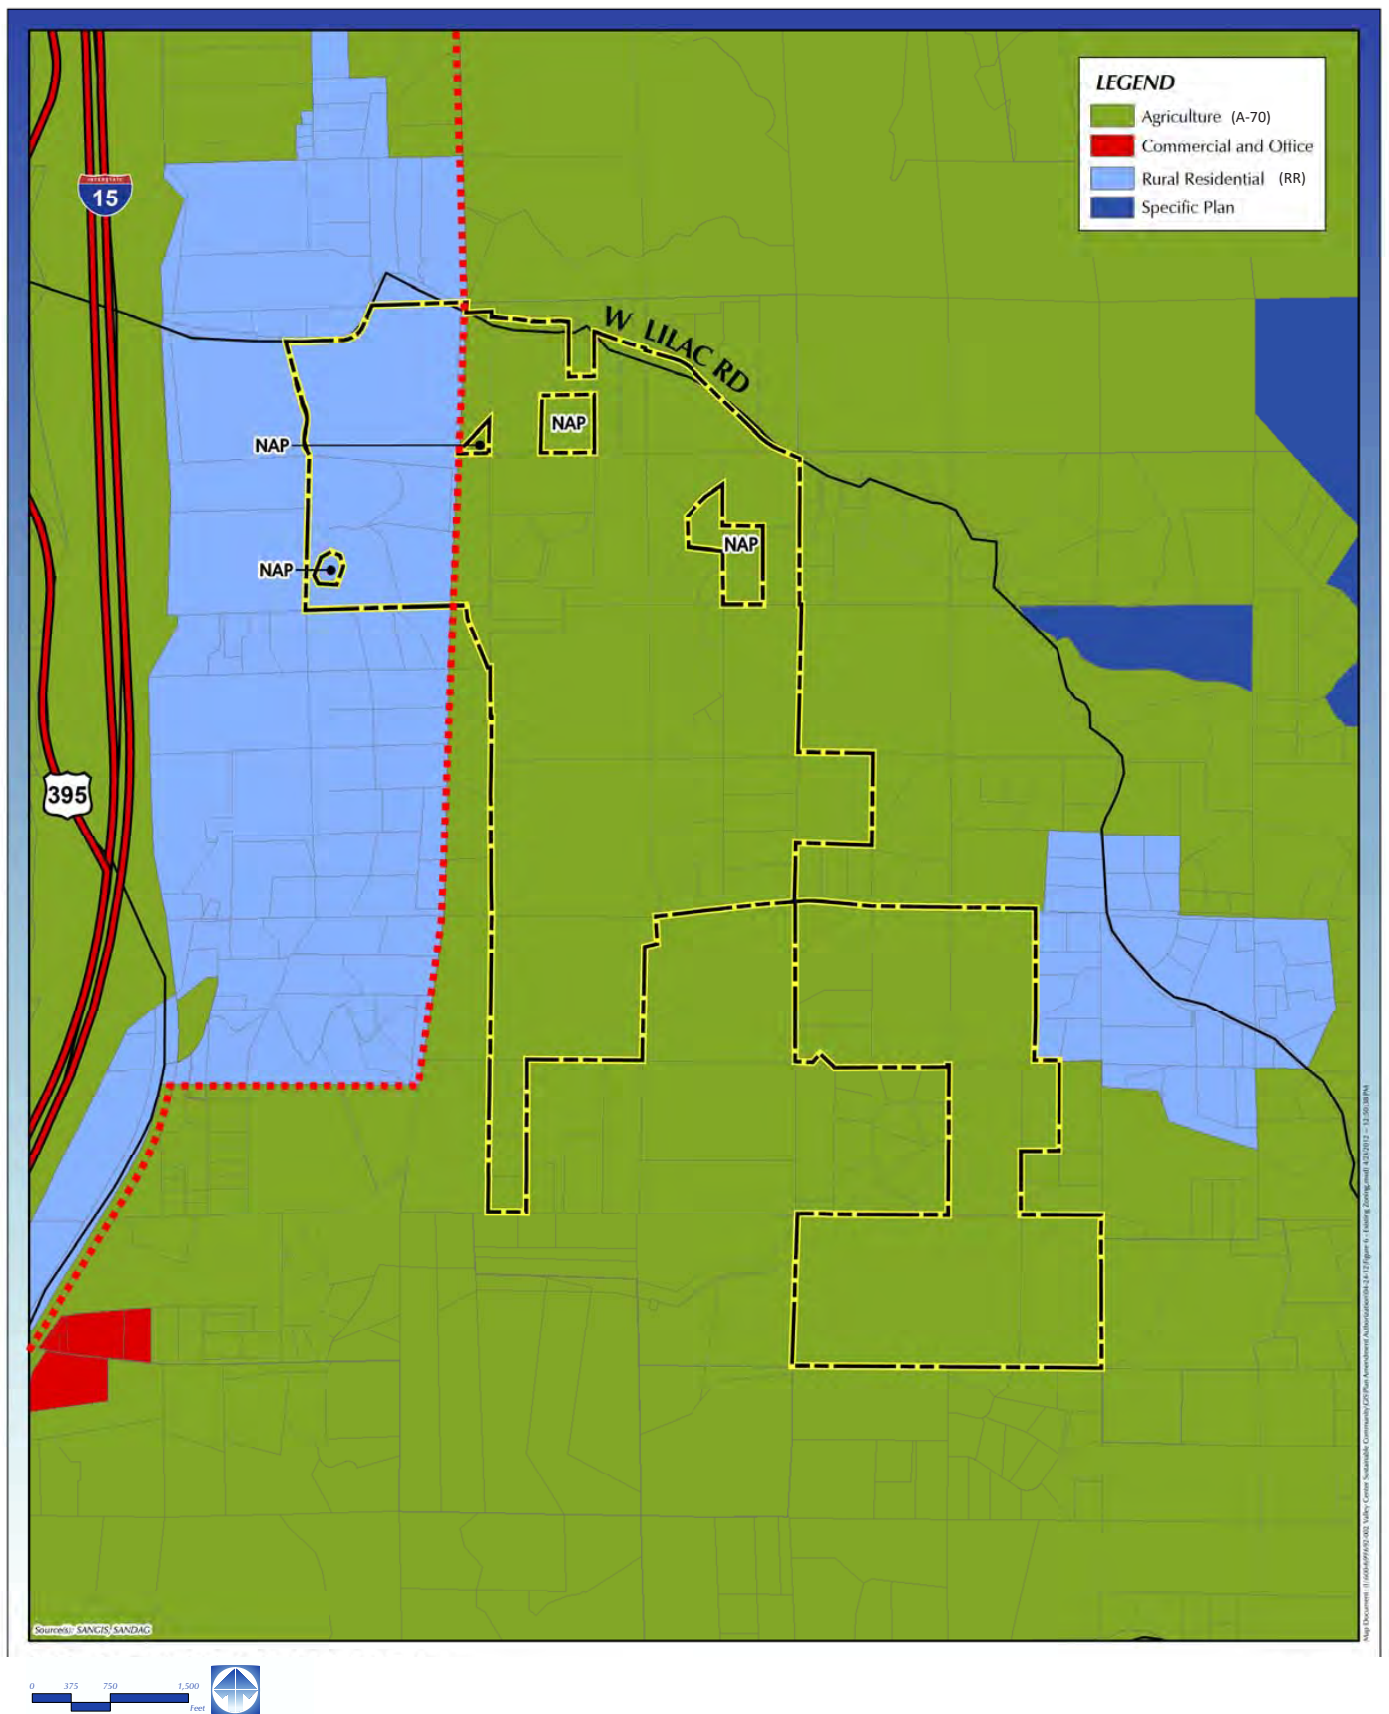 LEGEND
Agriculture (A-70)
Commercial and Office
Rural Residential (RR)
Specific Plan
INTERSTATE
15
W LILAC RD
NAP
NAP
NAP
NAP
395
Source(s): SANGIS, SANDAG
0 375 750 1,500
Feet